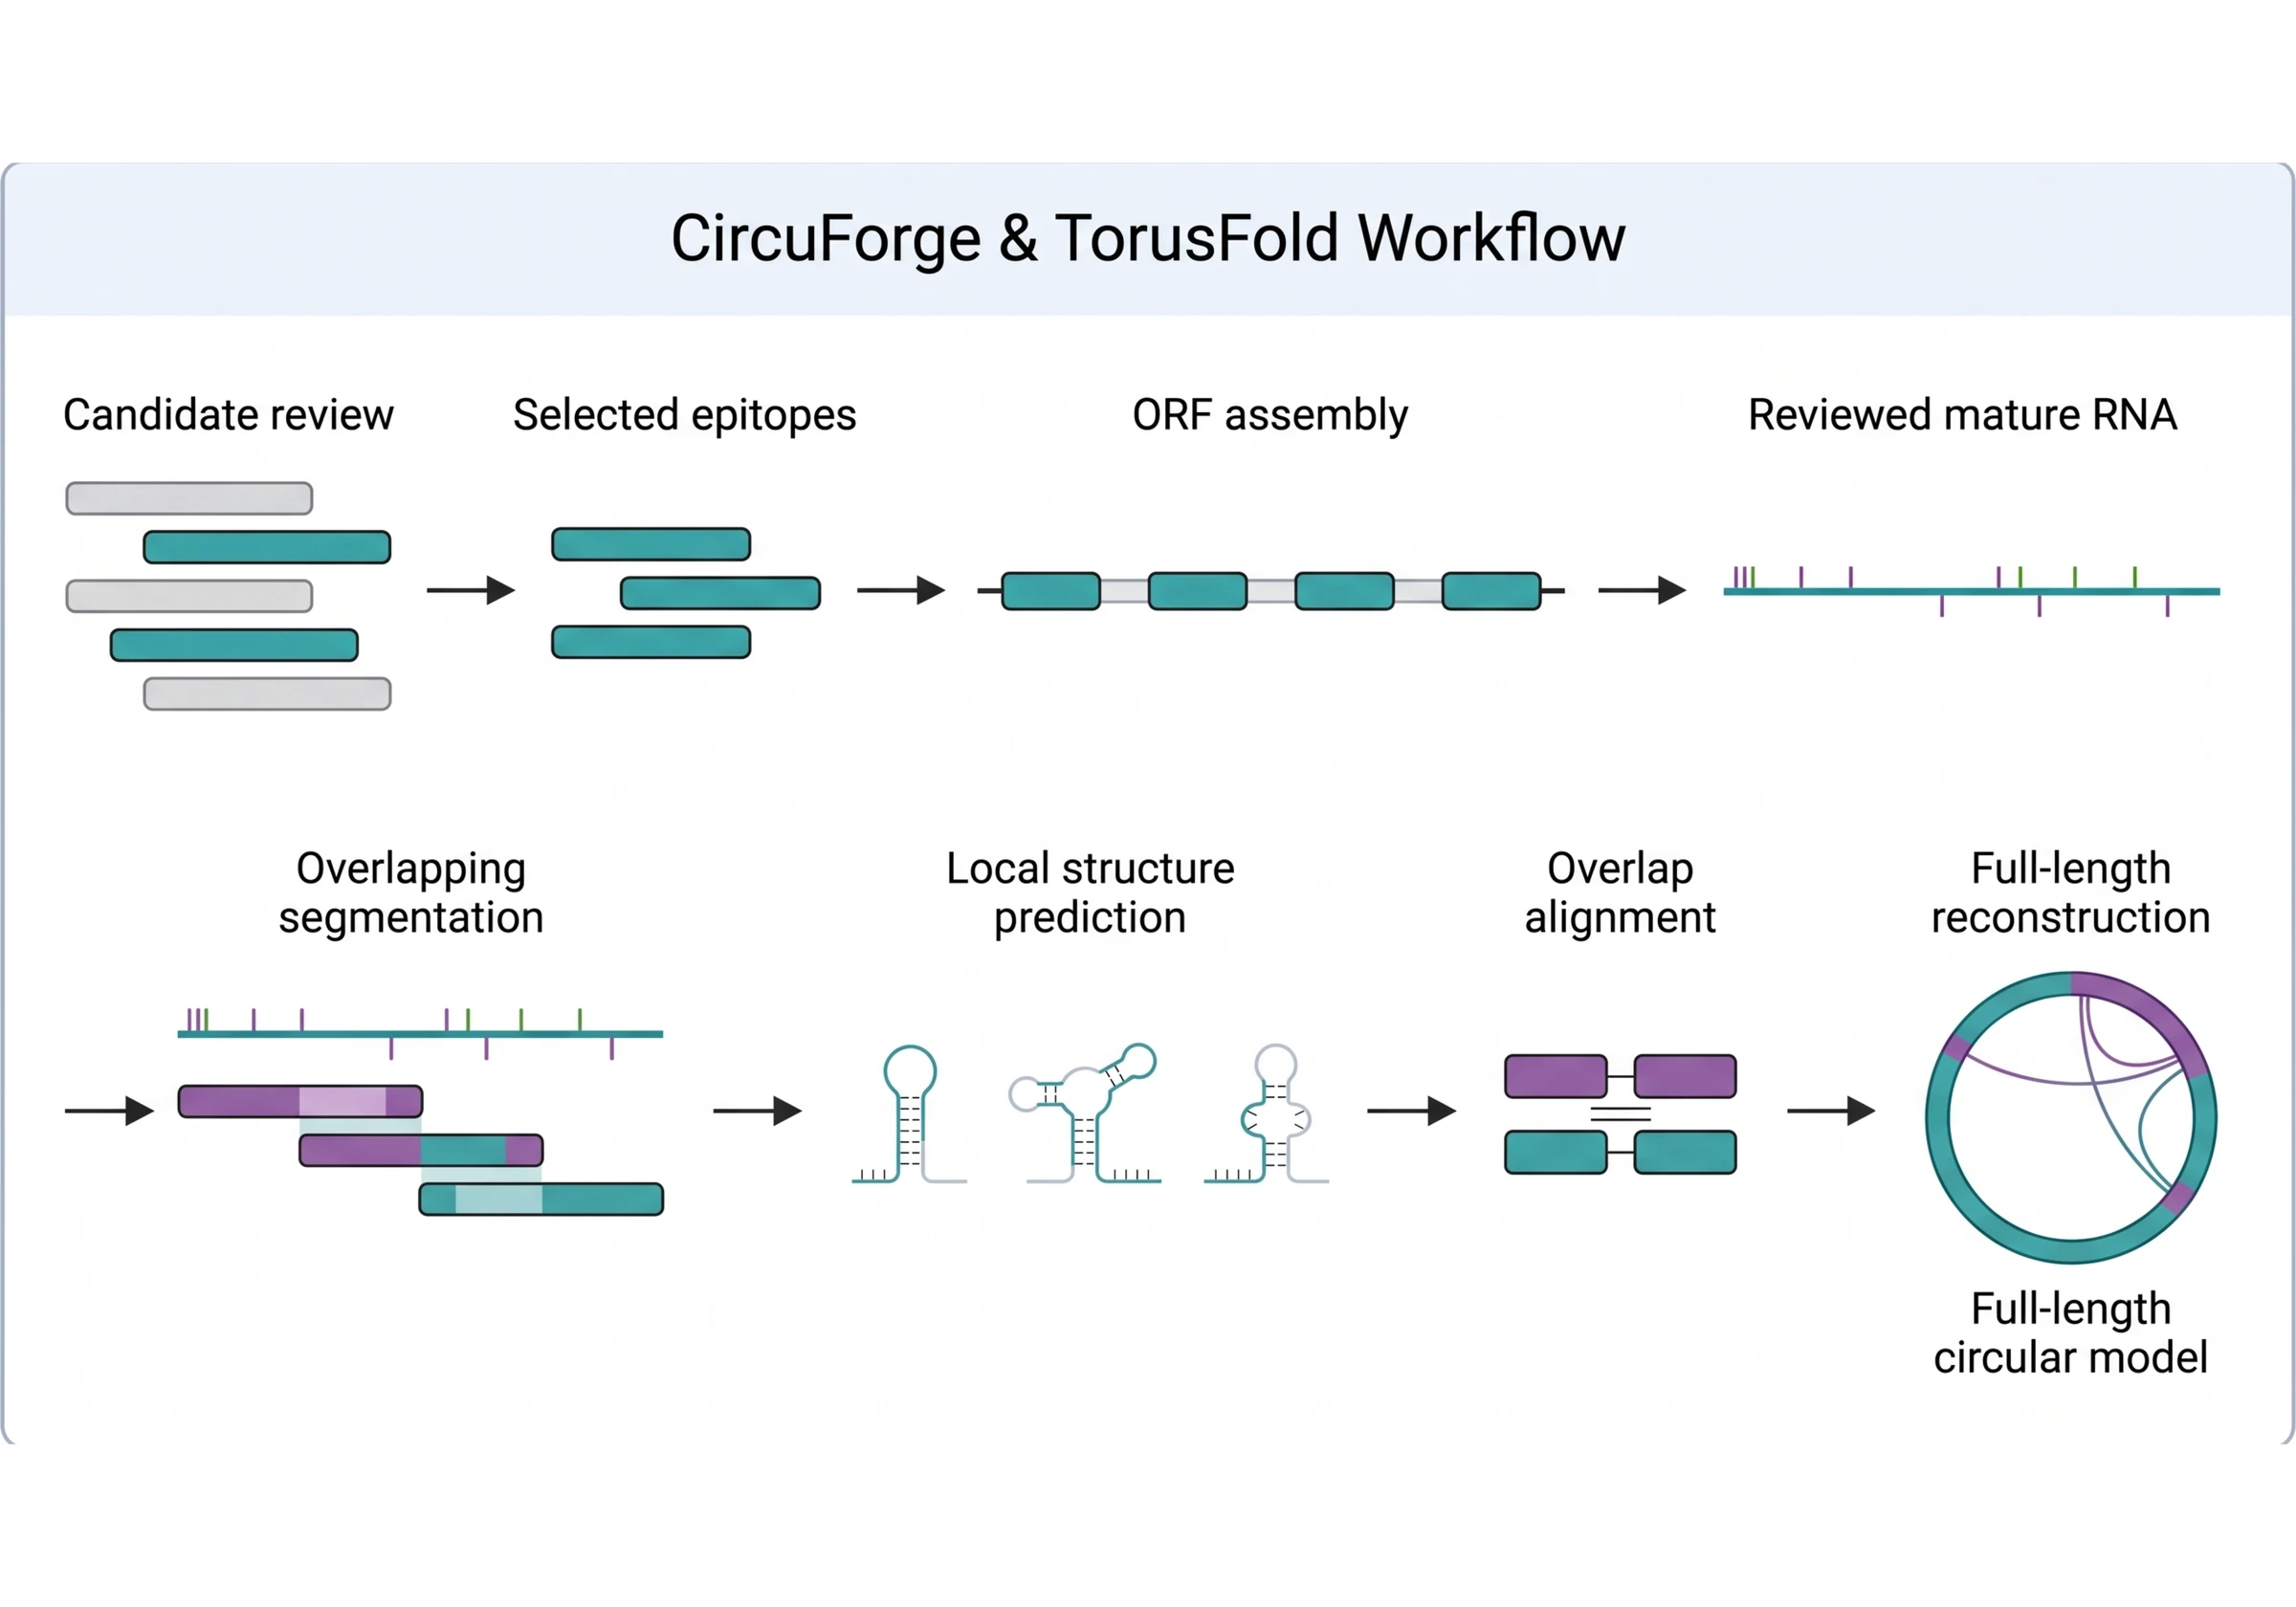 CircuForge & TorusFold Workflow
Candidate review
Selected epitopes
ORF assembly
Reviewed mature RNA
Overlapping
segmentation
Local structure
prediction
Overlap
alignment
Full-length
reconstruction
Full-length
circular model